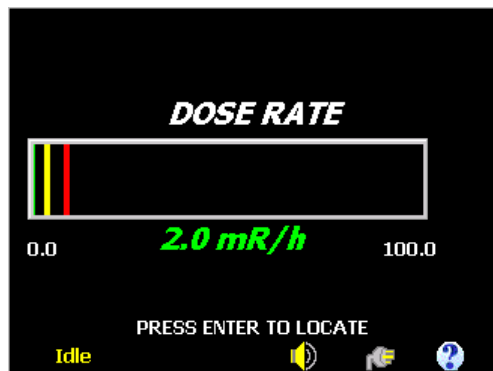 DOSE RATE
2.0 mR/h
0.0 100.0
PRESS ENTER TO LOCATE
Idle ?